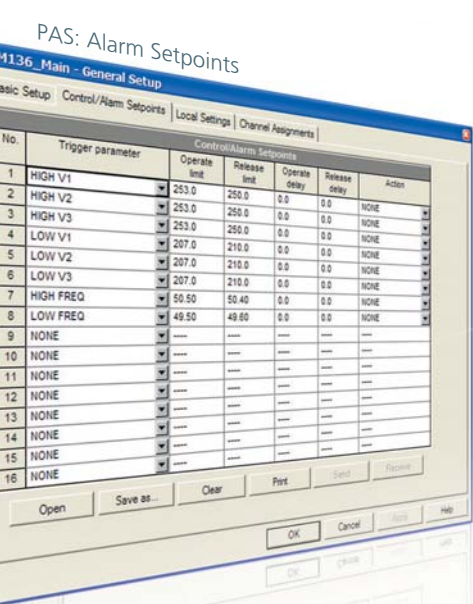 PAS: Alarm Setpoints
M136_Main - General Setup
Basic Setup Control/Alarm Setpoints Local Settings Channel Assignments
Control/Alarm Setpoints
No. Trigger parameter Operate limit Release limit Operate delay Release delay Action
1 HIGH V1 253.0 250.0 0.0 0.0 NONE
2 HIGH V2 253.0 250.0 0.0 0.0 NONE
3 HIGH V3 253.0 250.0 0.0 0.0 NONE
4 LOW V1 207.0 210.0 0.0 0.0 NONE
5 LOW V2 207.0 210.0 0.0 0.0 NONE
6 LOW V3 207.0 210.0 0.0 0.0 NONE
7 HIGH FREQ 50.50 50.40 0.0 0.0 NONE
8 LOW FREQ 49.50 49.60 0.0 0.0 NONE
9 NONE ---- ---- ---- ---- ----
10 NONE ---- ---- ---- ---- ----
11 NONE ---- ---- ---- ---- ----
12 NONE ---- ---- ---- ---- ----
13 NONE ---- ---- ---- ---- ----
14 NONE ---- ---- ---- ---- ----
15 NONE ---- ---- ---- ---- ----
16 NONE ---- ---- ---- ---- ----
Open Save as... Clear Print Send Receive
OK Cancel Apply Help